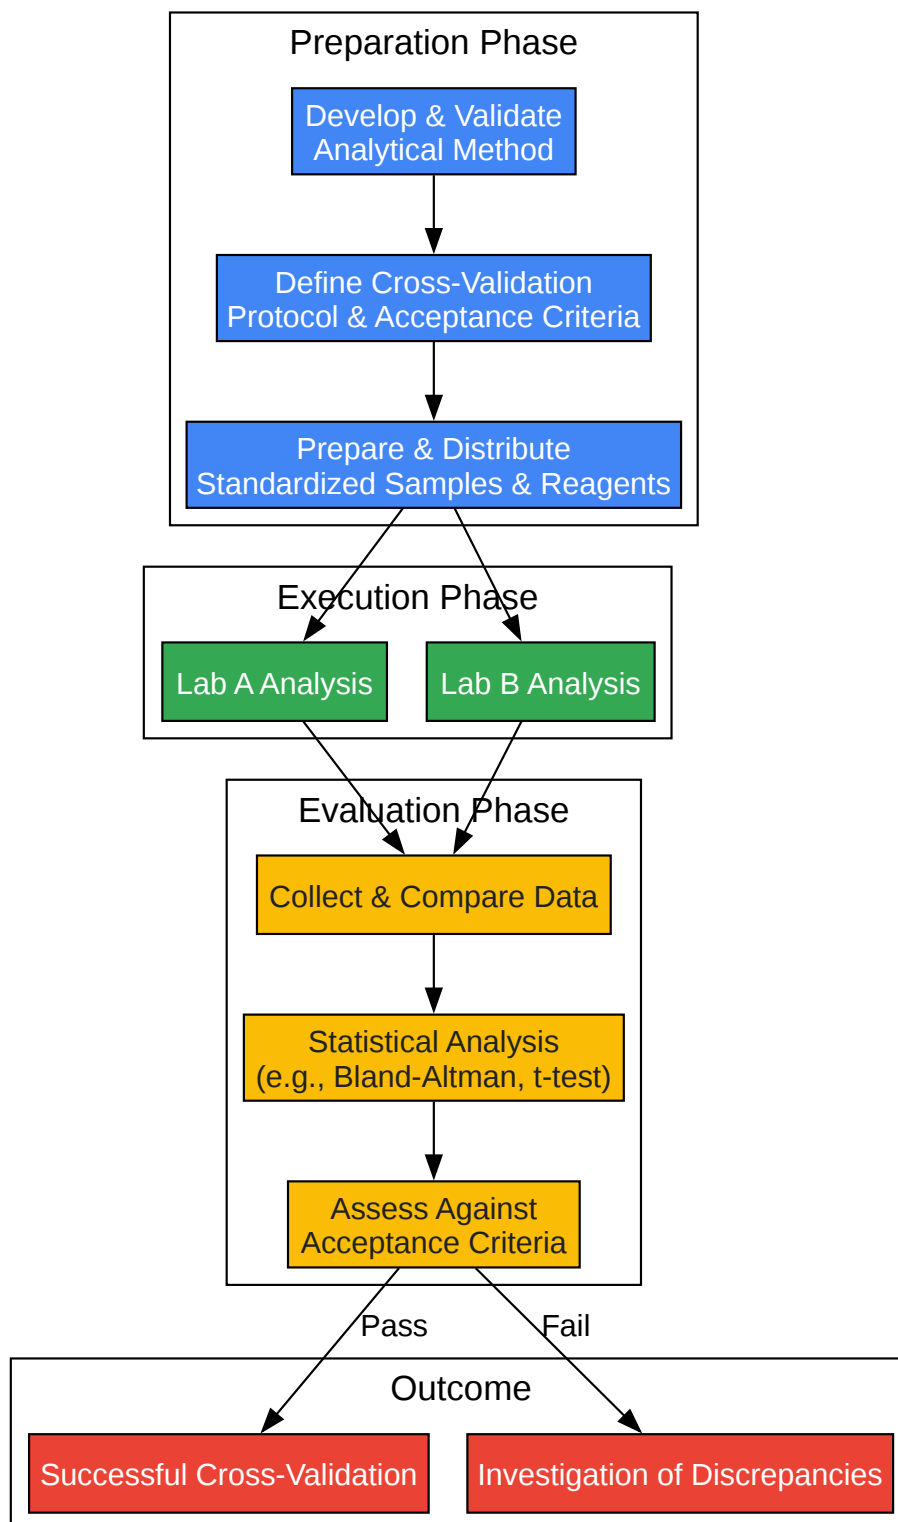 Preparation Phase
Develop & Validate
Analytical Method
Define Cross-Validation
Protocol & Acceptance Criteria
Prepare & Distribute
Standardized Samples & Reagents
Execution Phase
Lab A Analysis
Lab B Analysis
Evaluation Phase
Collect & Compare Data
Statistical Analysis
(e.g., Bland-Altman, t-test)
Assess Against
Acceptance Criteria
Pass
Fail
Outcome
Successful Cross-Validation
Investigation of Discrepancies